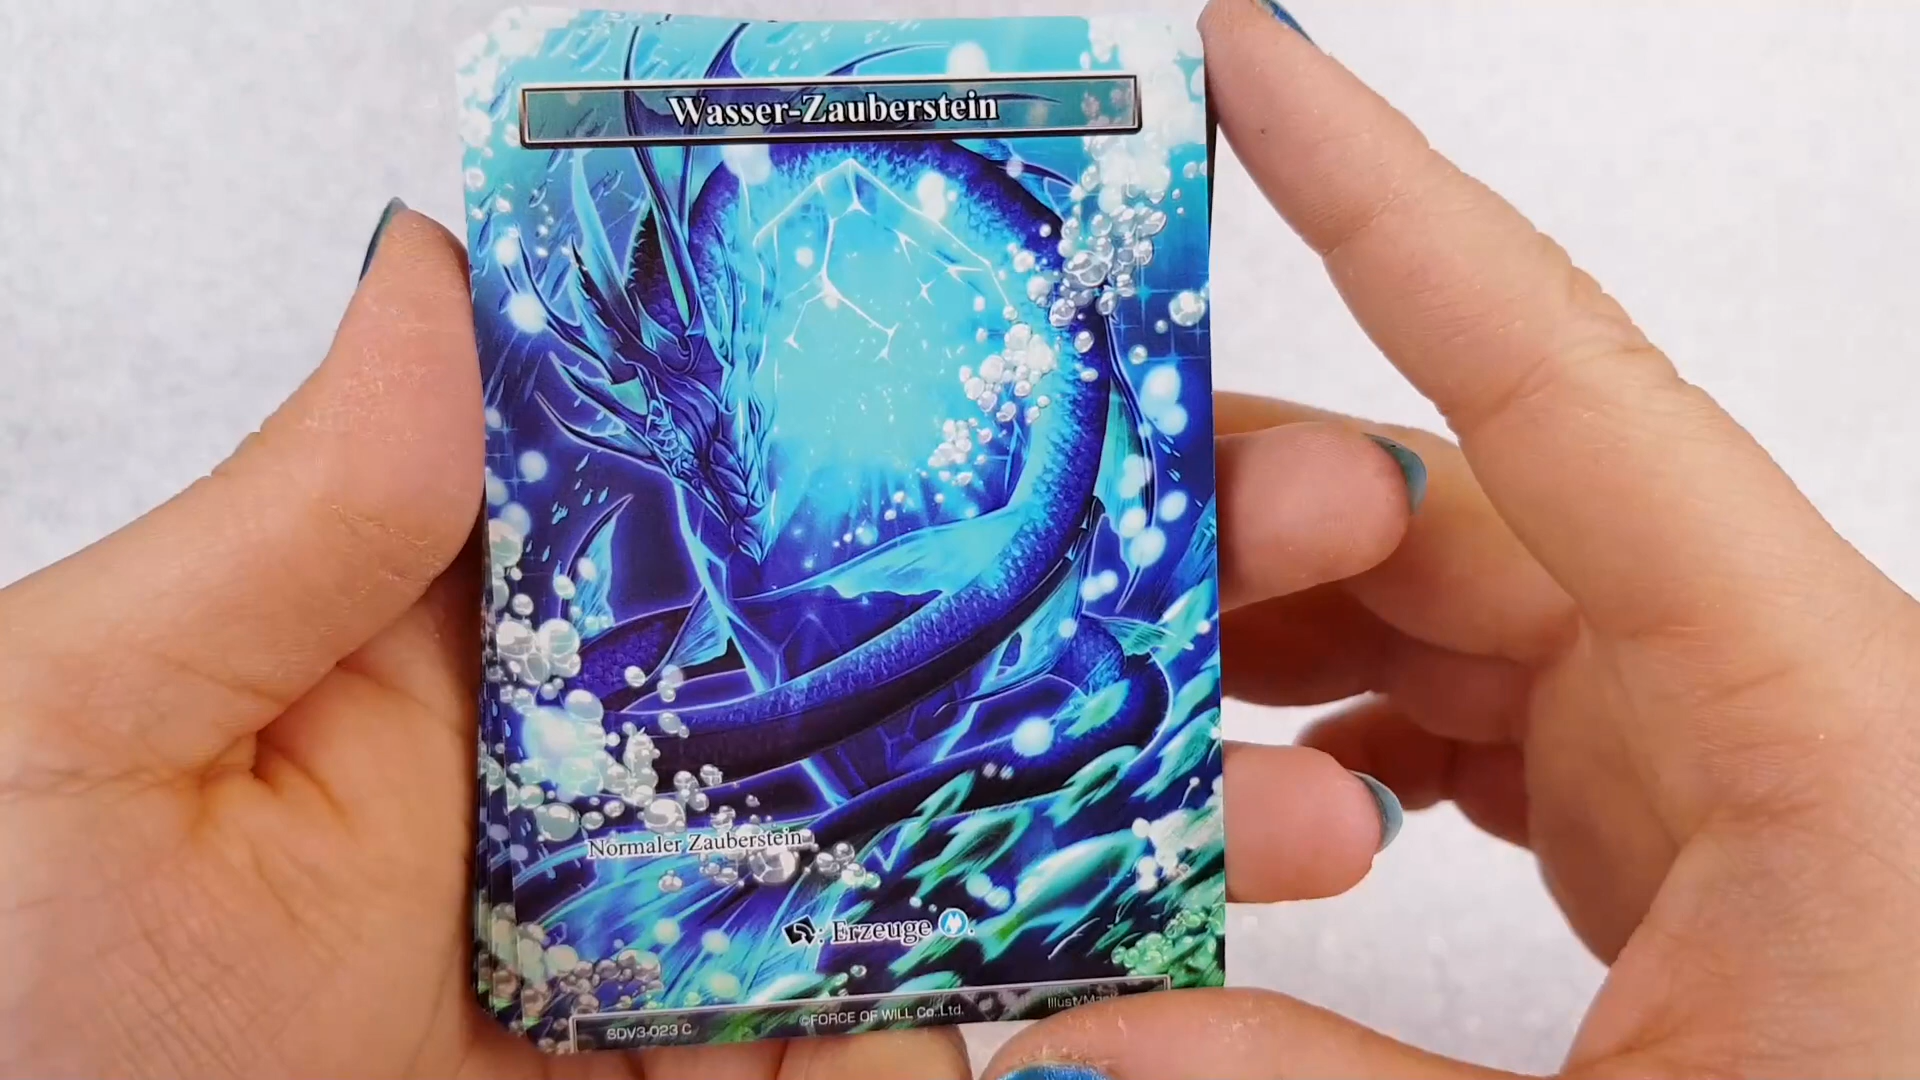 Wasser-Zauberstein
Normaler Zauberstein
: Erzeuge .
SDV3-023 C
©FORCE OF WILL Co.,Ltd.